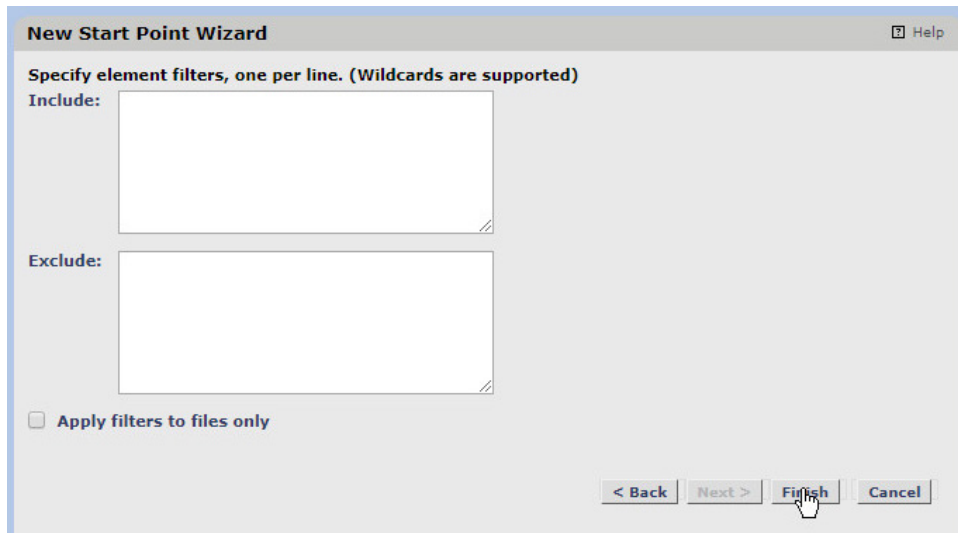 New Start Point Wizard
? Help
Specify element filters, one per line. (Wildcards are supported)
Include:
Exclude:
Apply filters to files only
< Back Next > Finish Cancel